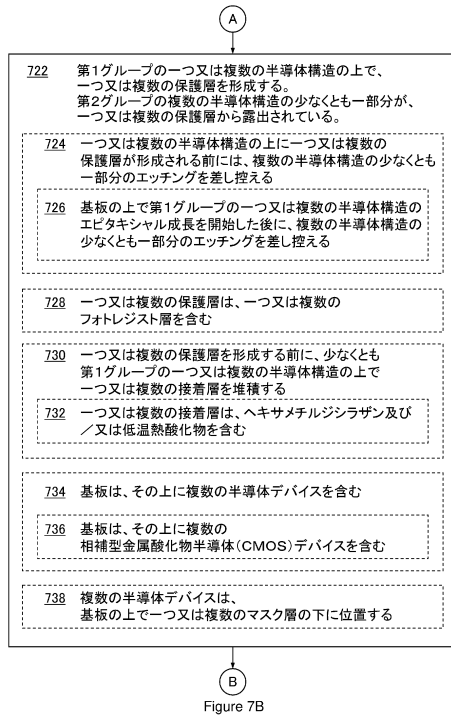 A
722 第1グループの一つ又は複数の半導体構造の上で、
一つ又は複数の保護層を形成する。
第2グループの複数の半導体構造の少なくとも一部分が、
一つ又は複数の保護層から露出されている。
724 一つ又は複数の半導体構造の上に一つ又は複数の
保護層が形成される前には、複数の半導体構造の少なくとも
一部分のエッチングを差し控える
726 基板の上で第1グループの一つ又は複数の半導体構造の
エピタキシャル成長を開始した後に、複数の半導体構造の
少なくとも一部分のエッチングを差し控える
728 一つ又は複数の保護層は、一つ又は複数の
フォトレジスト層を含む
730 一つ又は複数の保護層を形成する前に、少なくとも
第1グループの一つ又は複数の半導体構造の上で
一つ又は複数の接着層を堆積する
732 一つ又は複数の接着層は、ヘキサメチルジシラザン及び
/又は低温熱酸化物を含む
734 基板は、その上に複数の半導体デバイスを含む
736 基板は、その上に複数の
相補型金属酸化物半導体(CMOS)デバイスを含む
738 複数の半導体デバイスは、
基板の上で一つ又は複数のマスク層の下に位置する
B
Figure 7B